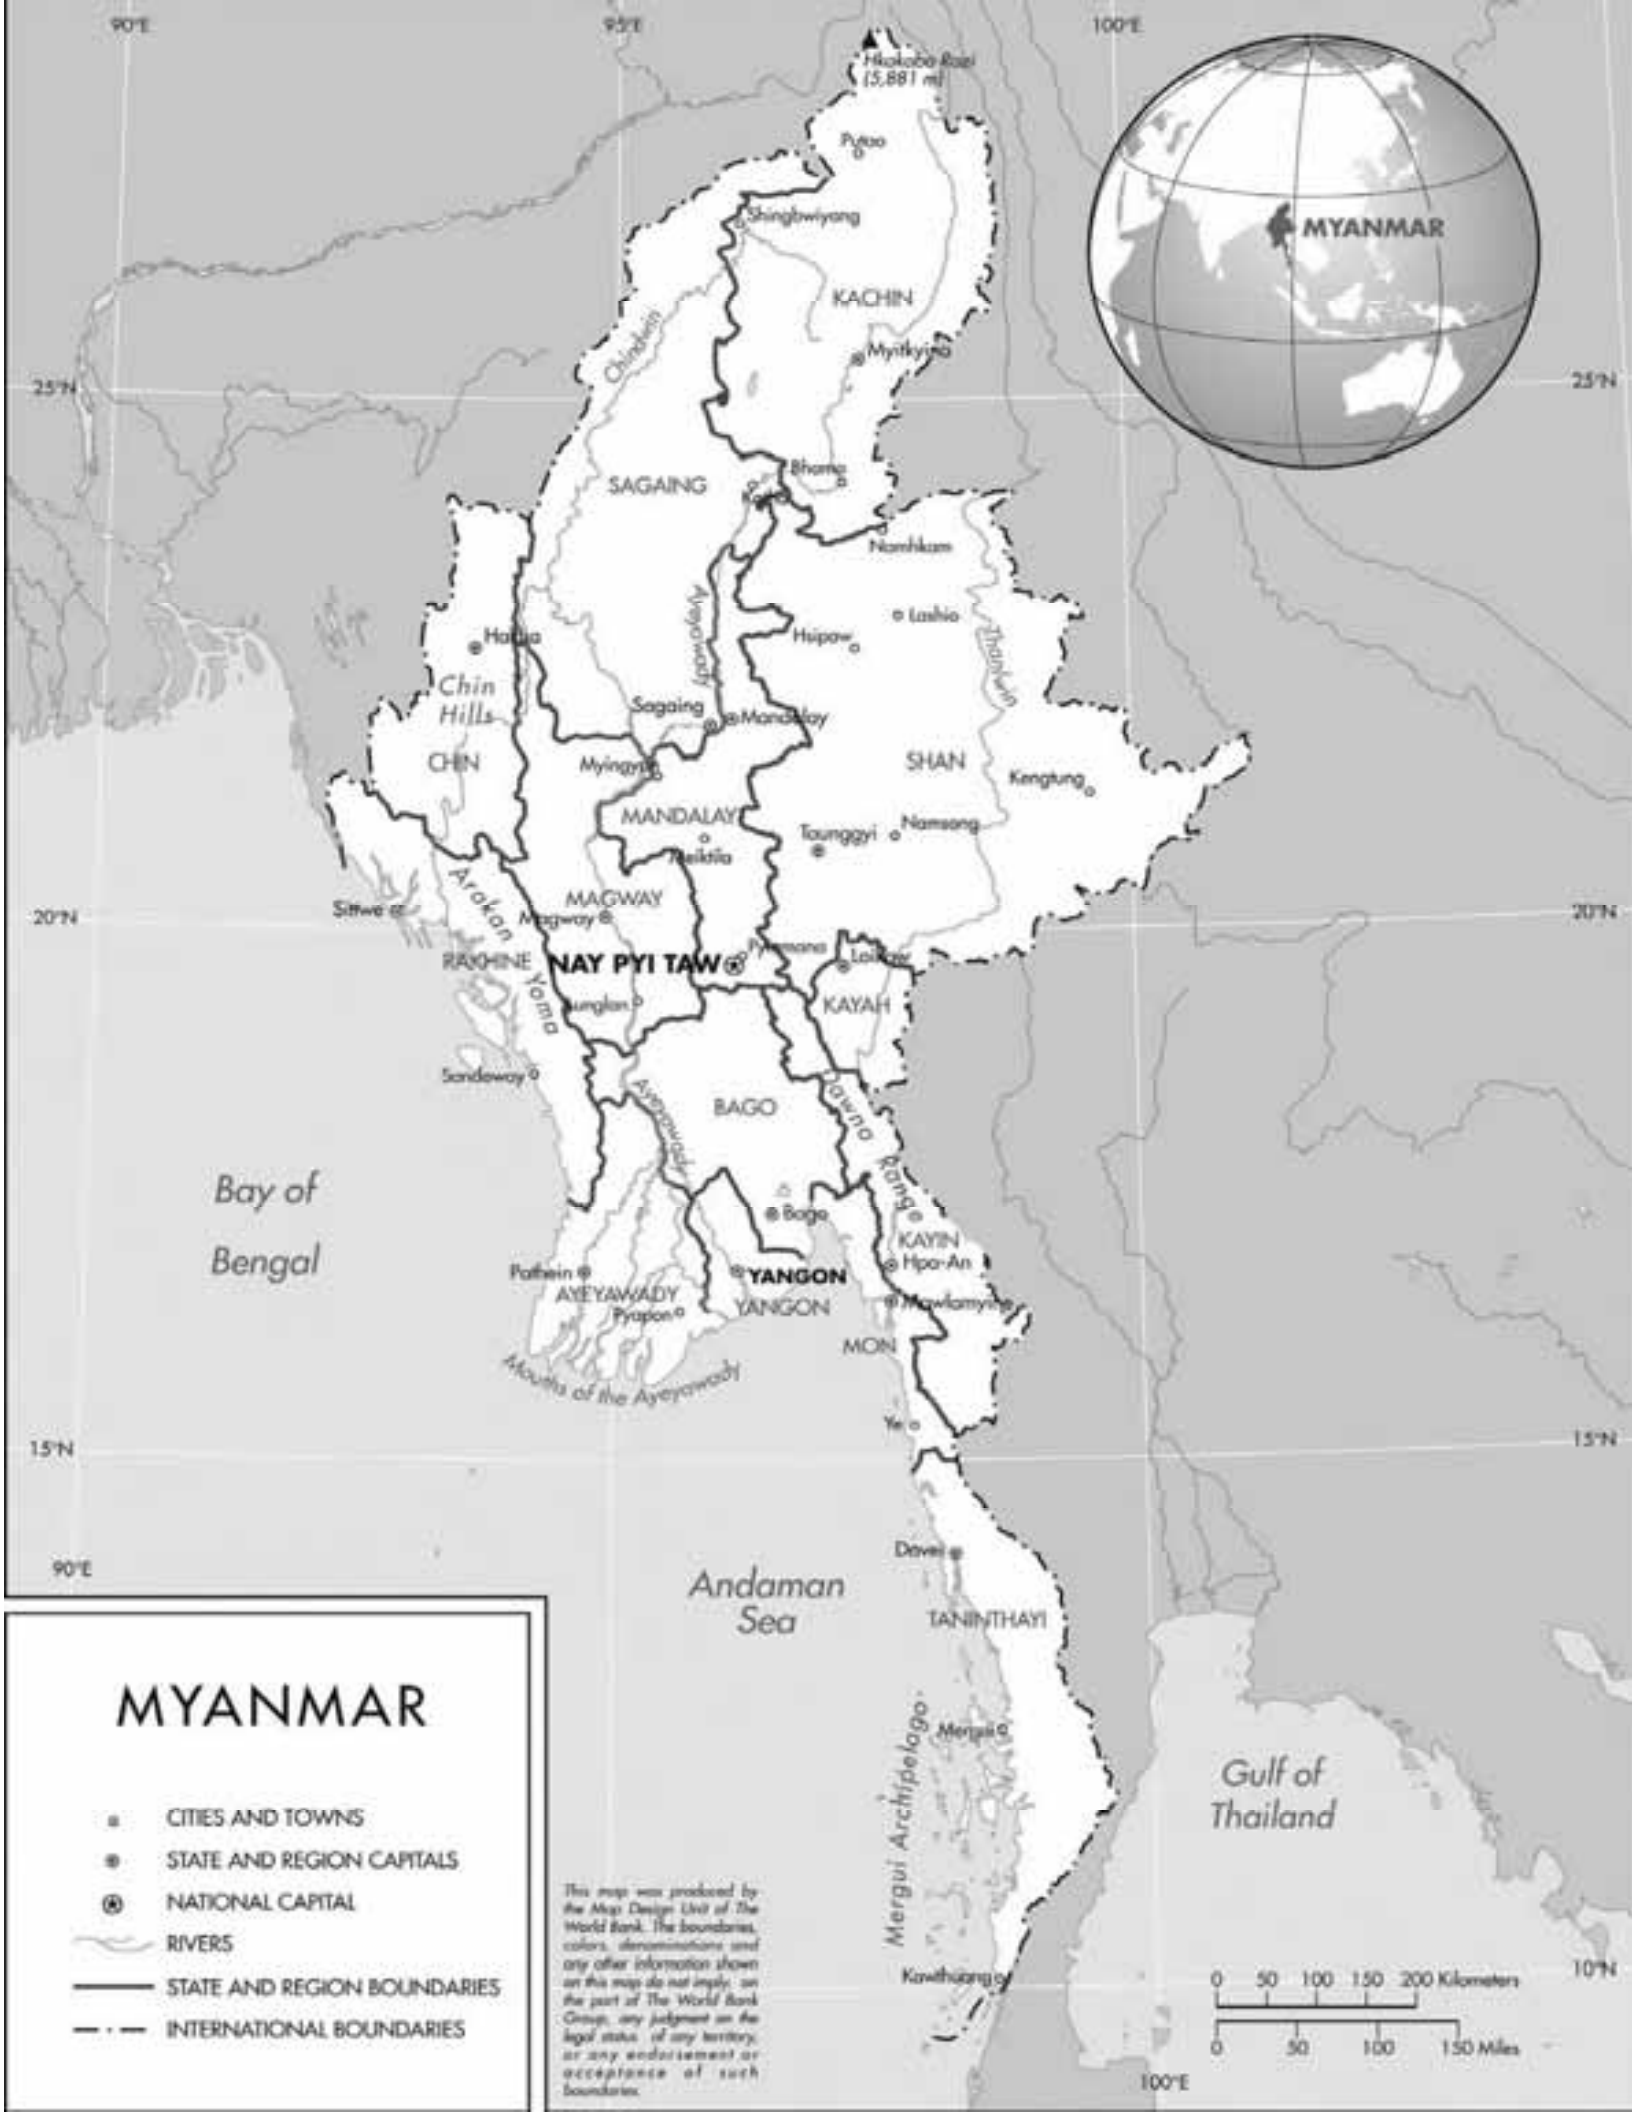 90°E
95°E
100°E
Hkakabo Razi
(5,881 m)
Putao
Shingbwiyang
MYANMAR
KACHIN
Chindwin
Myitkyina
25°N
25°N
Bhamo
SAGAING
Namhkam
Ayeyawady
Lashio
Thanlwin
Hsipaw
Hakha
Chin
Hills
Sagaing
Mandalay
CHIN
Myingyan
SHAN
Kengtung
MANDALAY
Taunggyi
Namsang
Meiktila
Arakan Yoma
MAGWAY
Sittwe
Magway
20°N
20°N
RAKHINE
NAY PYI TAW
Pyinmana
Loikaw
Aunglan
KAYAH
Sandoway
Ayeyawady
BAGO
Dawna Range
Bay of
Bengal
Bago
KAYIN
Hpa-An
Pathein
YANGON
AYEYAWADY
YANGON
Mawlamyine
Pyapon
MON
Mouths of the Ayeyawady
Ye
15°N
15°N
Dawei
90°E
Andaman
Sea
TANINTHAYI
Mergui Archipelago
Mergui
Gulf of
Thailand
Kawthuang
10°N
0 50 100 150 200 Kilometers
0 50 100 150 Miles
100°E
MYANMAR
CITIES AND TOWNS
STATE AND REGION CAPITALS
NATIONAL CAPITAL
RIVERS
STATE AND REGION BOUNDARIES
INTERNATIONAL BOUNDARIES
This map was produced by
the Map Design Unit of The
World Bank. The boundaries,
colors, denominations and
any other information shown
on this map do not imply, on
the part of The World Bank
Group, any judgment on the
legal status of any territory,
or any endorsement or
acceptance of such
boundaries.